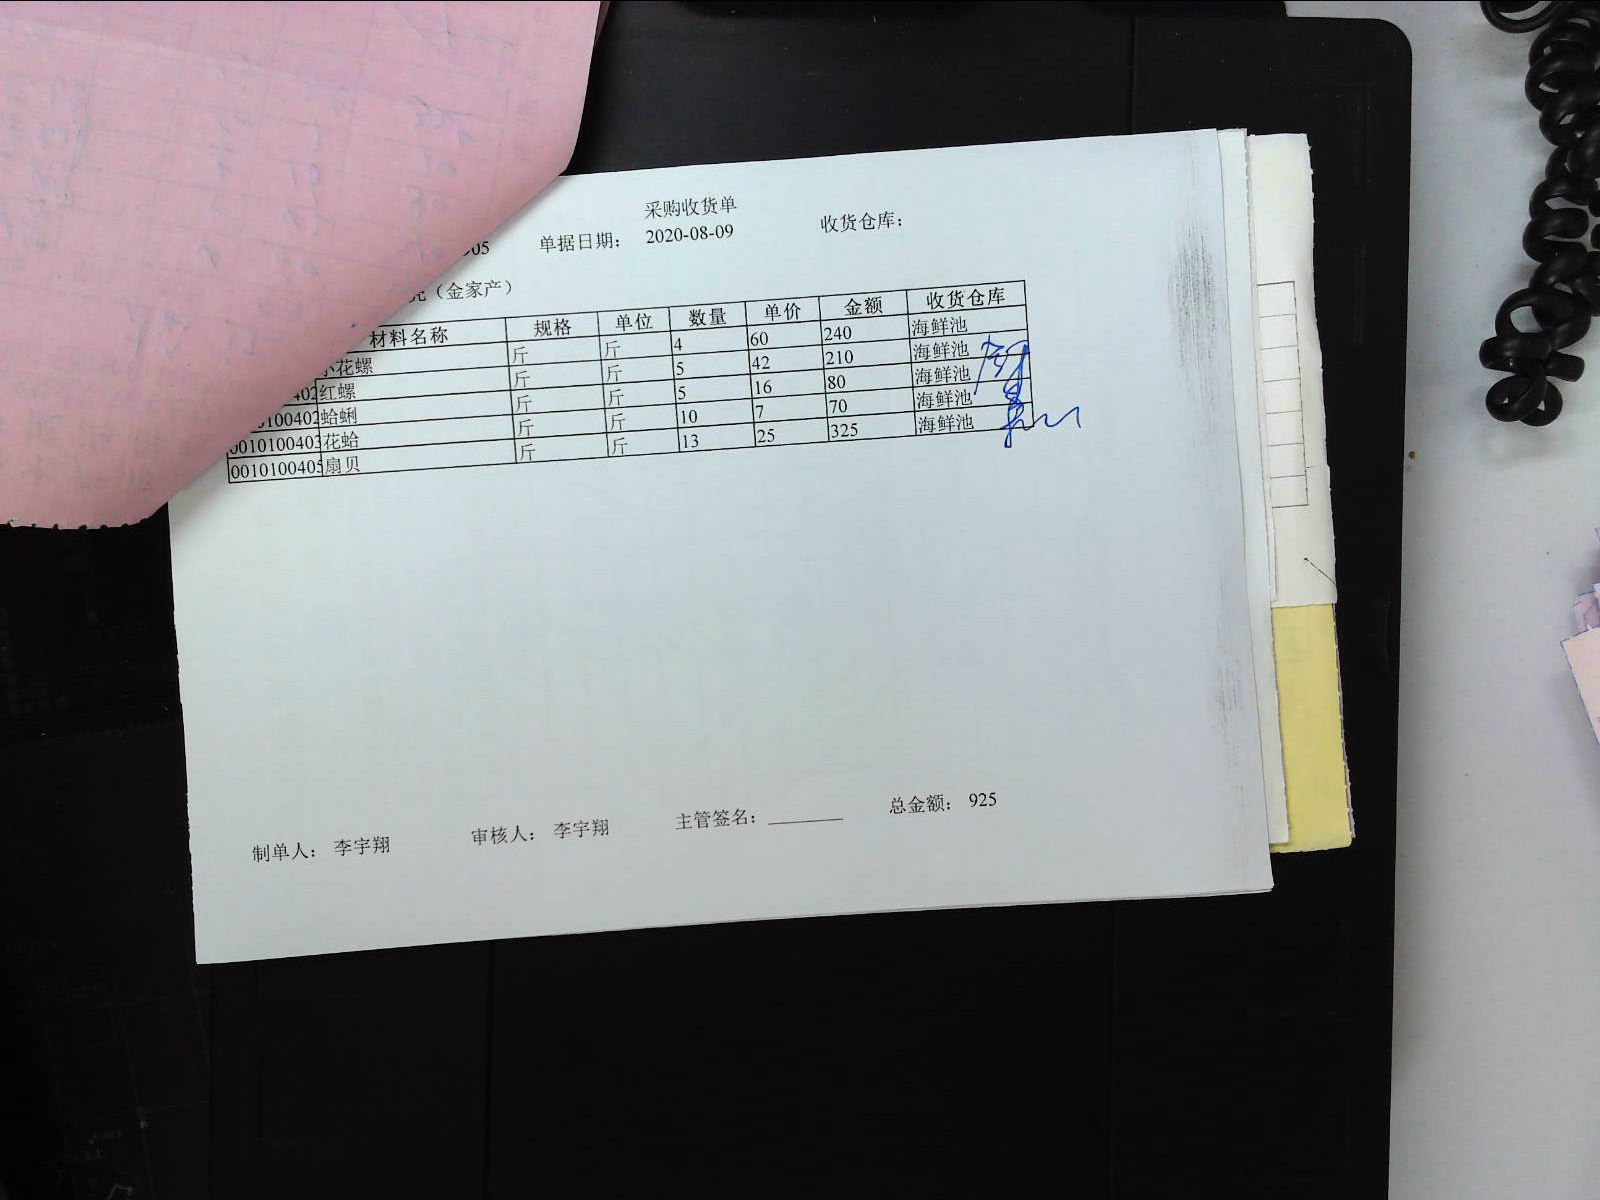 采购收货单
05 单据日期： 2020-08-09 收货仓库：
（金家产）
材料名称 规格 单位 数量 单价 金额 收货仓库
小花螺 斤 斤 4 60 240 海鲜池
402 红螺 斤 斤 5 42 210 海鲜池
0100402 蛤蜊 斤 斤 5 16 80 海鲜池
0010100403 花蛤 斤 斤 10 7 70 海鲜池
0010100405 扇贝 斤 斤 13 25 325 海鲜池
制单人： 李宇翔 审核人： 李宇翔 主管签名： 总金额： 925